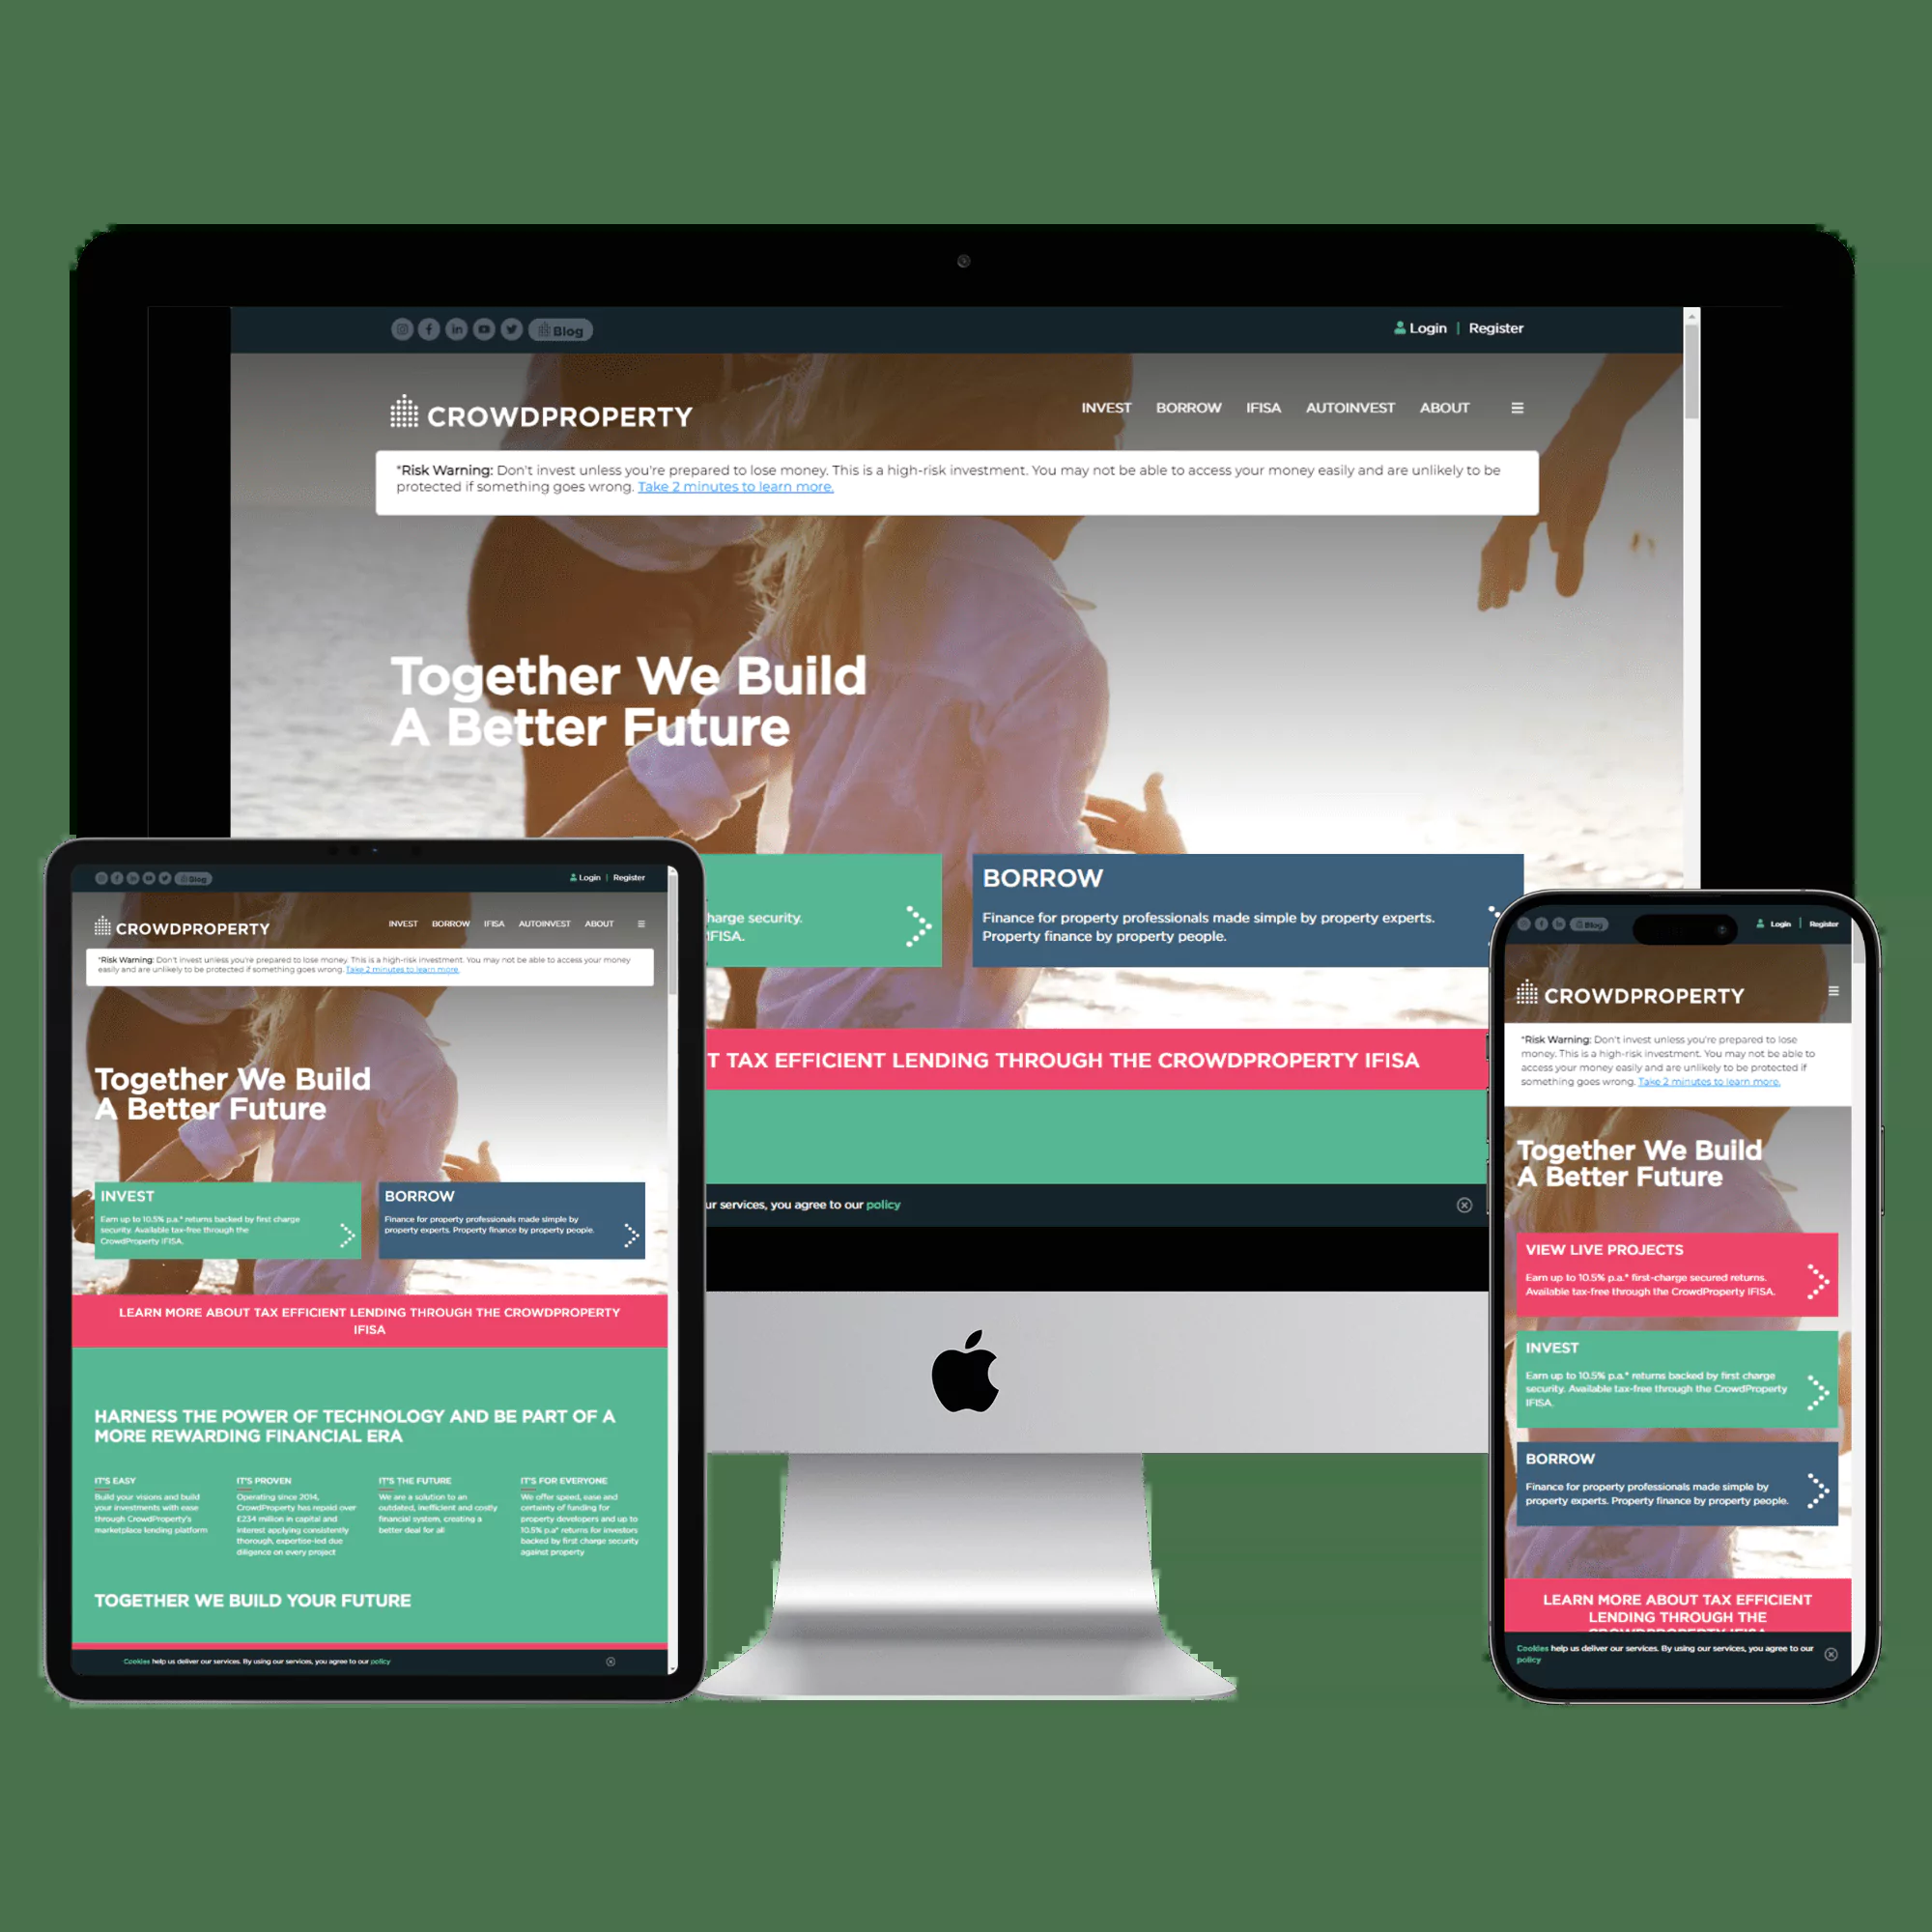 Blog
Login | Register
CROWDPROPERTY
INVEST BORROW IFISA AUTOINVEST ABOUT
*Risk Warning: Don't invest unless you're prepared to lose money. This is a high-risk investment. You may not be able to access your money easily and are unlikely to be
protected if something goes wrong. Take 2 minutes to learn more.
Together We Build
A Better Future
harge security.
IFISA.
BORROW
Finance for property professionals made simple by property experts.
Property finance by property people.
T TAX EFFICIENT LENDING THROUGH THE CROWDPROPERTY IFISA
ur services, you agree to our policy
Blog
Login | Register
CROWDPROPERTY
INVEST BORROW IFISA AUTOINVEST ABOUT
*Risk Warning: Don't invest unless you're prepared to lose money. This is a high-risk investment. You may not be able to access your money
easily and are unlikely to be protected if something goes wrong. Take 2 minutes to learn more.
Together We Build
A Better Future
INVEST
Earn up to 10.5% p.a.* returns backed by first charge
security. Available tax-free through the
CrowdProperty IFISA.
BORROW
Finance for property professionals made simple by
property experts. Property finance by property people.
LEARN MORE ABOUT TAX EFFICIENT LENDING THROUGH THE CROWDPROPERTY
IFISA
HARNESS THE POWER OF TECHNOLOGY AND BE PART OF A
MORE REWARDING FINANCIAL ERA
IT'S EASY
Build your visions and build
your investments with ease
through CrowdProperty's
marketplace lending platform
IT'S PROVEN
Operating since 2014,
CrowdProperty has repaid over
£234 million in capital and
interest applying consistently
thorough, expertise-led due
diligence on every project
IT'S THE FUTURE
We are a solution to an
outdated, inefficient and costly
financial system, creating a
better deal for all
IT'S FOR EVERYONE
We offer speed, ease and
certainty of funding for
property developers and up to
10.5% p.a* returns for investors
backed by first charge security
against property
TOGETHER WE BUILD YOUR FUTURE
Cookies help us deliver our services. By using our services, you agree to our policy
Blog
Login | Register
CROWDPROPERTY
*Risk Warning: Don't invest unless you're prepared to lose
money. This is a high-risk investment. You may not be able to
access your money easily and are unlikely to be protected if
something goes wrong. Take 2 minutes to learn more.
Together We Build
A Better Future
VIEW LIVE PROJECTS
Earn up to 10.5% p.a.* first-charge secured returns.
Available tax-free through the CrowdProperty IFISA.
INVEST
Earn up to 10.5% p.a.* returns backed by first charge
security. Available tax-free through the CrowdProperty
IFISA.
BORROW
Finance for property professionals made simple by
property experts. Property finance by property people.
LEARN MORE ABOUT TAX EFFICIENT
LENDING THROUGH THE
CROWDPROPERTY IFISA
Cookies help us deliver our services. By using our services, you agree to our
policy